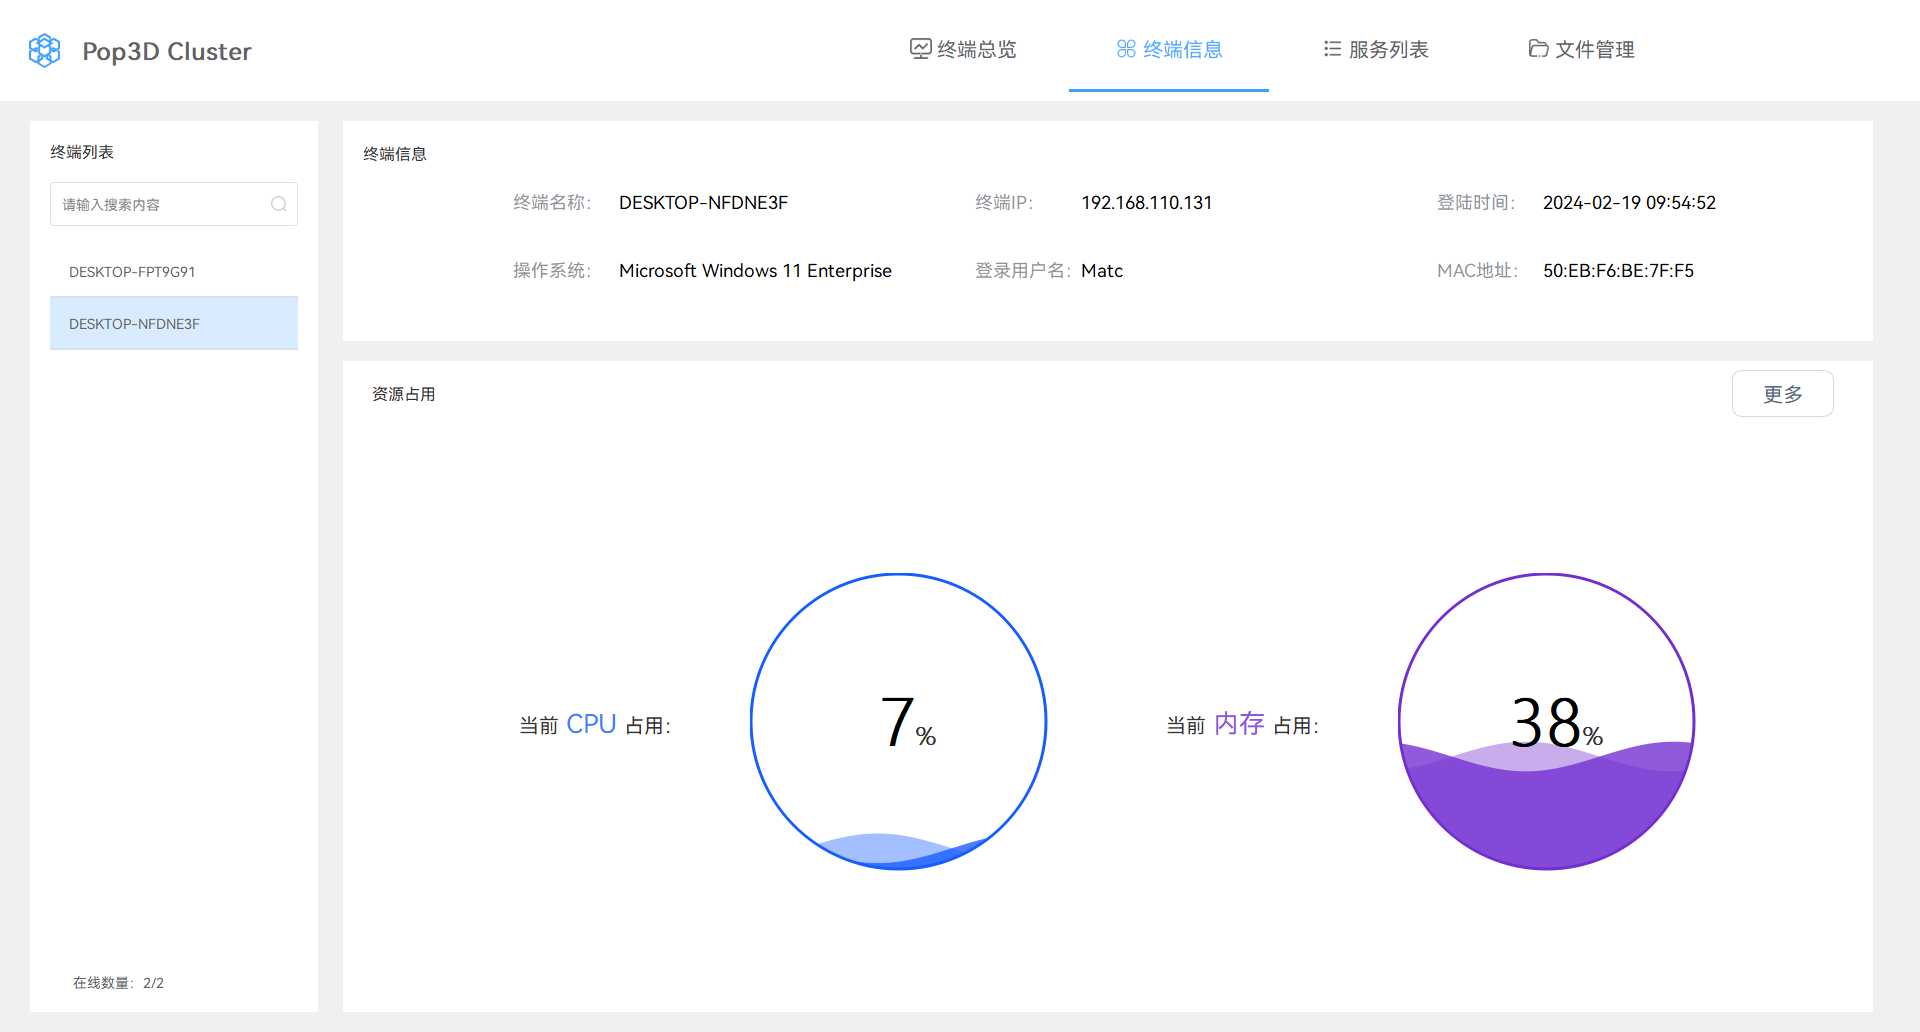 Pop3D Cluster
终端总览 终端信息 服务列表 文件管理
终端列表
请输入搜索内容
DESKTOP-FPT9G91
DESKTOP-NFDNE3F
在线数量：2/2
终端信息
终端名称： DESKTOP-NFDNE3F 终端IP： 192.168.110.131 登陆时间： 2024-02-19 09:54:52
操作系统： Microsoft Windows 11 Enterprise 登录用户名： Matc MAC地址： 50:EB:F6:BE:7F:F5
资源占用 更多
当前 CPU 占用: 7% 当前 内存 占用: 38%